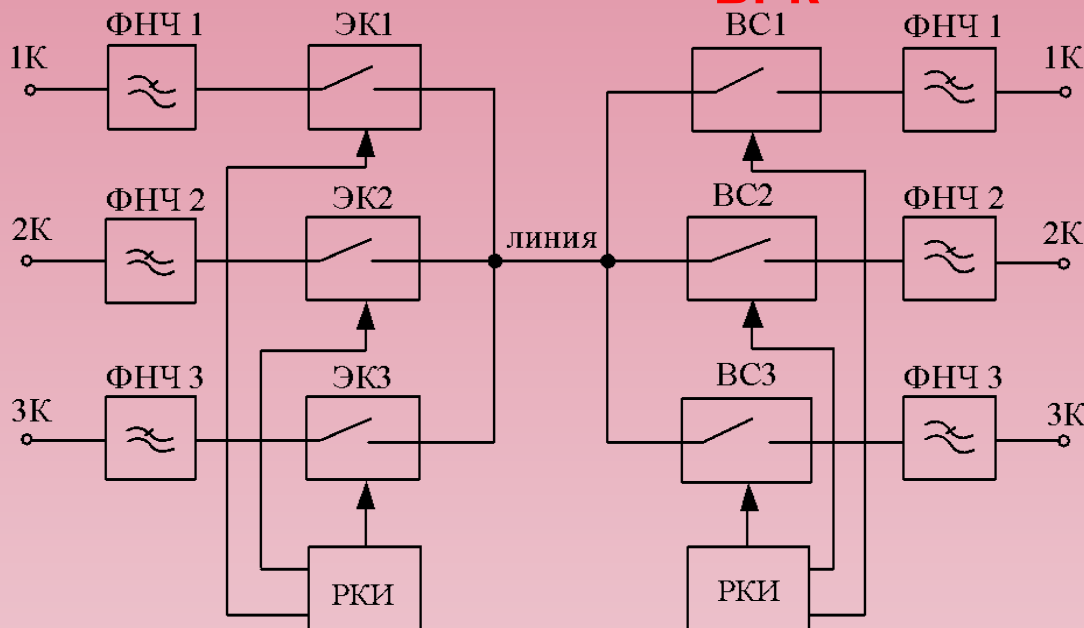 ВРК
ФНЧ 1 ЭК1 ВС1 ФНЧ 1
1К 1К
ФНЧ 2 ЭК2 ВС2 ФНЧ 2
2К линия 2К
ФНЧ 3 ЭК3 ВС3 ФНЧ 3
3К 3К
РКИ РКИ